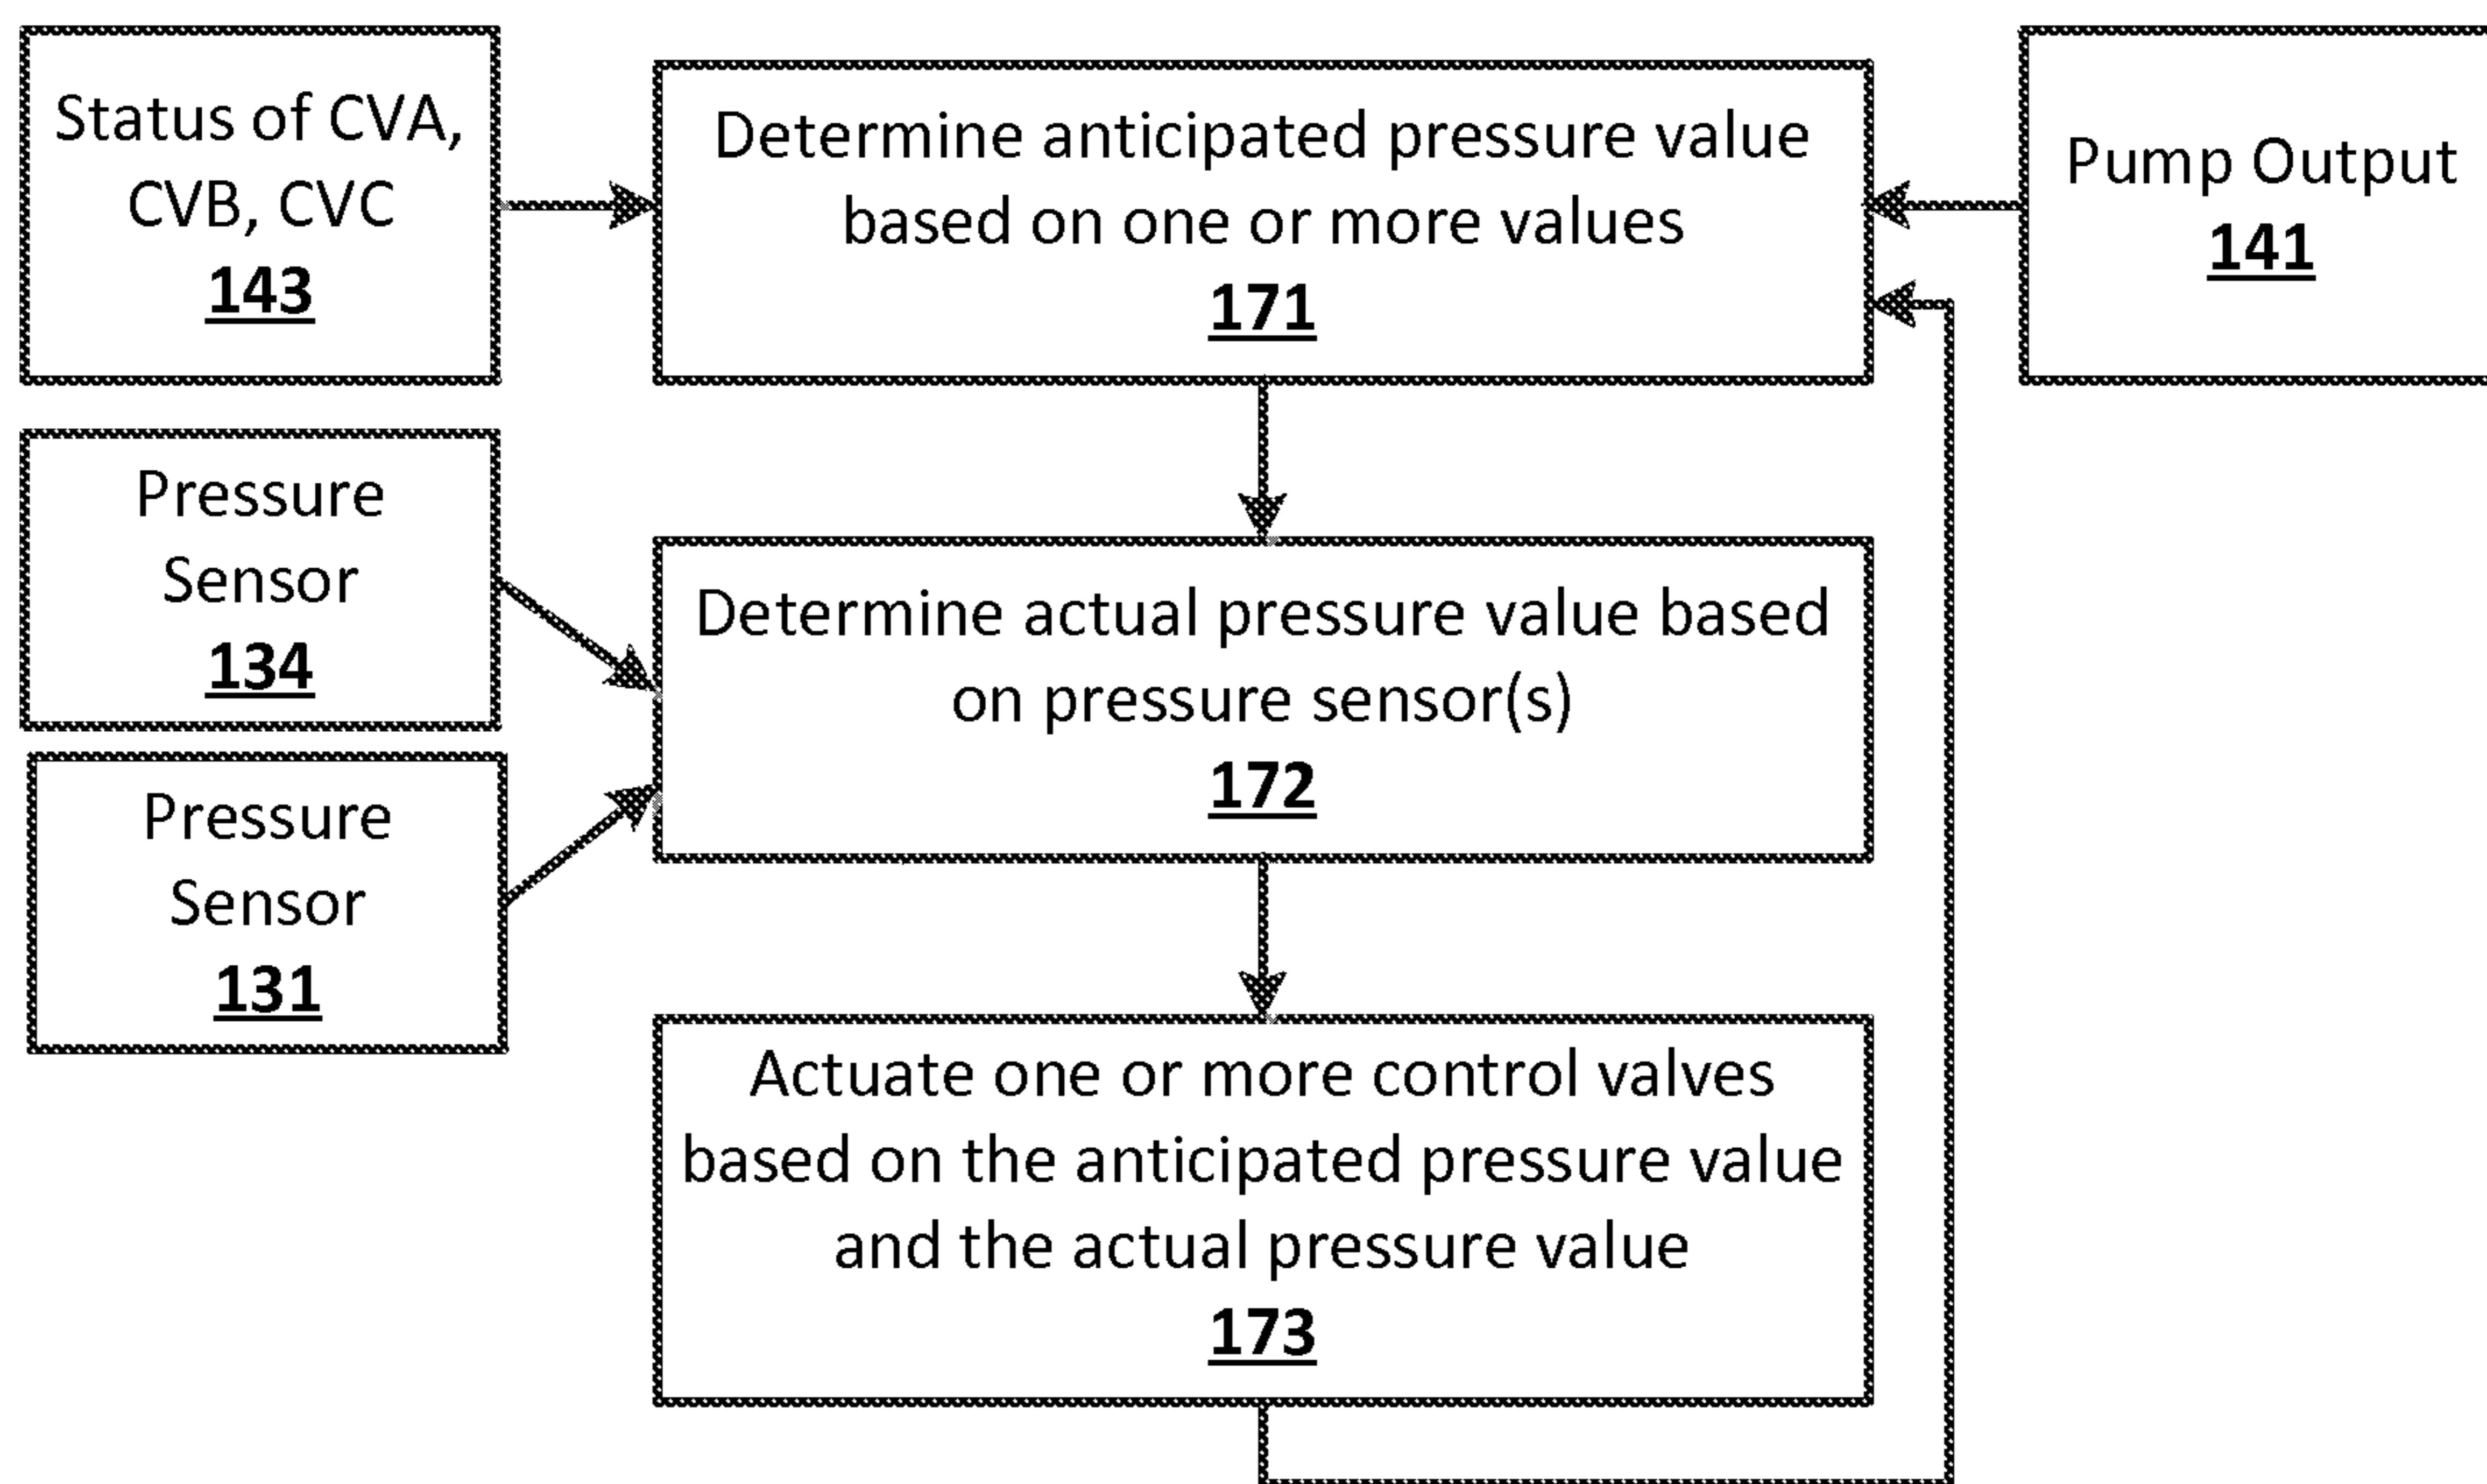 Status of CVA,
CVB, CVC
143
Determine anticipated pressure value
based on one or more values
171
Pump Output
141
Pressure
Sensor
134
Determine actual pressure value based
on pressure sensor(s)
172
Pressure
Sensor
131
Actuate one or more control valves
based on the anticipated pressure value
and the actual pressure value
173